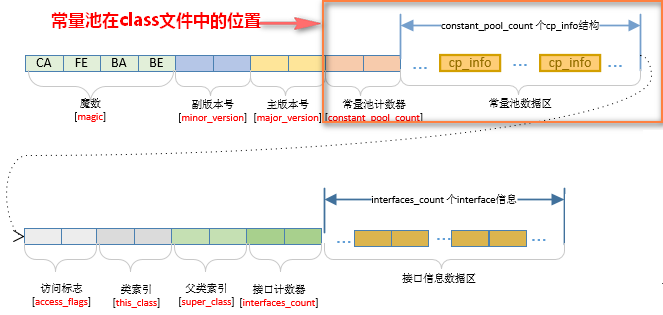 常量池在class文件中的位置
constant_pool_count 个cp_info结构
CA FE BA BE
... cp_info ... cp_info ...
魔数 副版本号 主版本号 常量池计数器 常量池数据区
[magic] [minor_version] [major_version] [constant_pool_count]
interfaces_count 个interface信息
... ... ...
访问标志 类索引 父类索引 接口计数器 接口信息数据区
[access_flags] [this_class] [super_class] [interfaces_count]